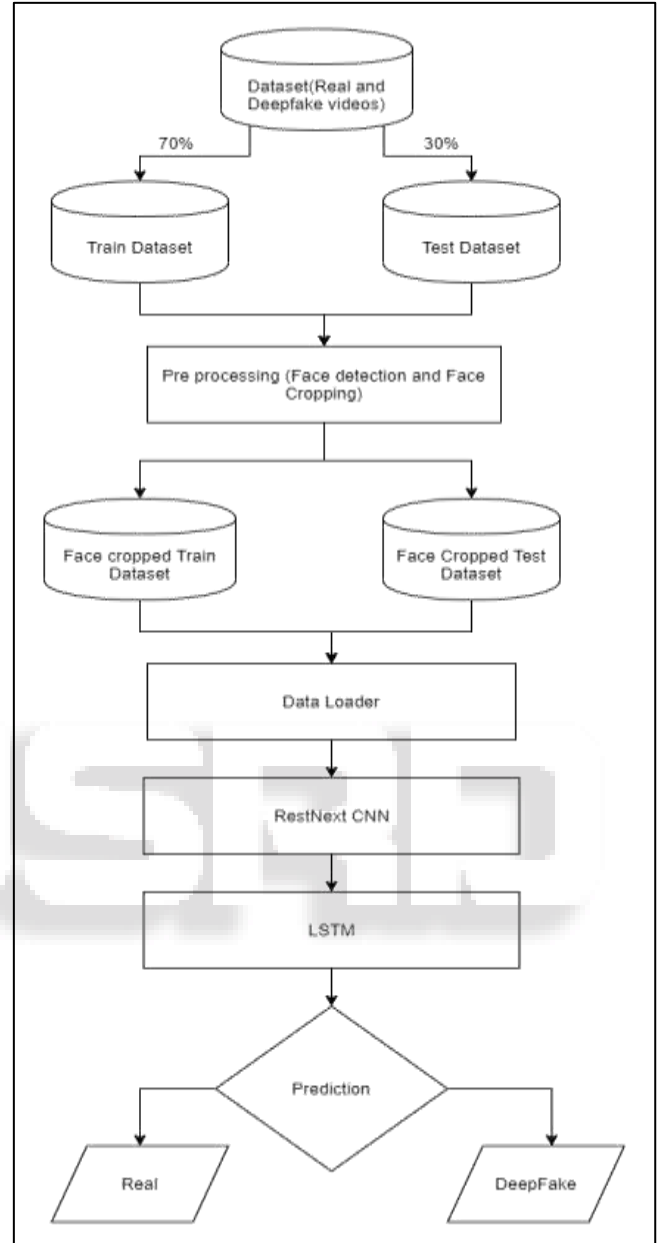 Dataset(Real and
Deepfake videos)
70%
30%
Train Dataset
Test Dataset
Pre processing (Face detection and Face
Cropping)
Face cropped Train
Dataset
Face Cropped Test
Dataset
Data Loader
RestNext CNN
LSTM
Prediction
Real
DeepFake